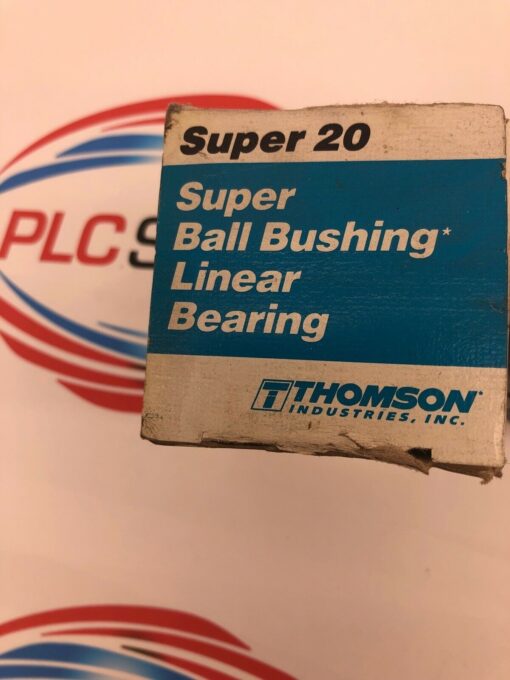 Super 20
Super
Ball Bushing*
Linear
Bearing
T THOMSON
INDUSTRIES, INC.
PLC S